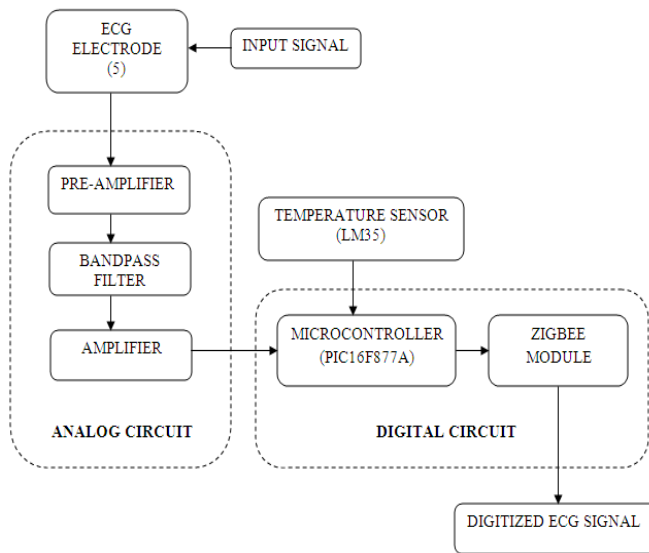 ECG
ELECTRODE
(5)
INPUT SIGNAL
PRE-AMPLIFIER
BANDPASS
FILTER
AMPLIFIER
ANALOG CIRCUIT
TEMPERATURE SENSOR
(LM35)
MICROCONTROLLER
(PIC16F877A)
ZIGBEE
MODULE
DIGITAL CIRCUIT
DIGITIZED ECG SIGNAL